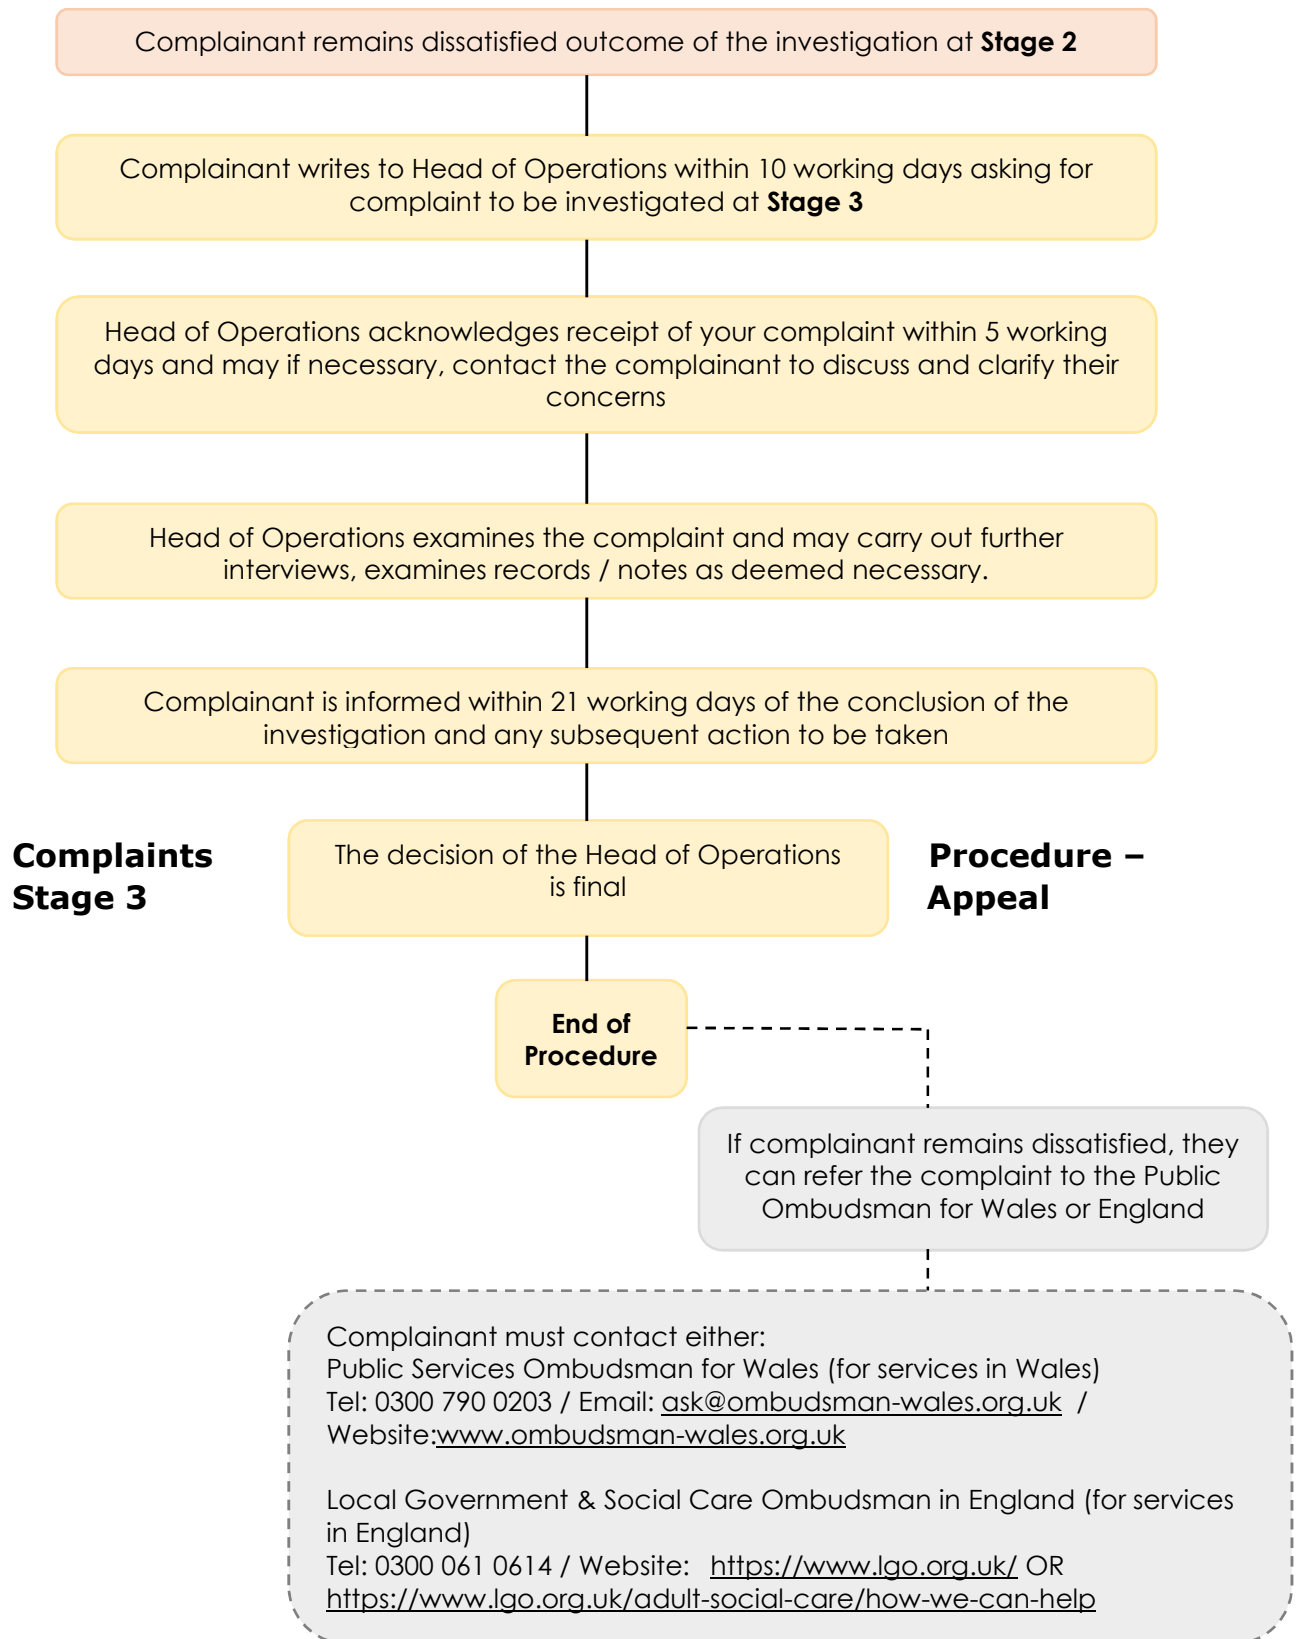 Complainant remains dissatisfied outcome of the investigation at Stage 2
Complainant writes to Head of Operations within 10 working days asking for
complaint to be investigated at Stage 3
Head of Operations acknowledges receipt of your complaint within 5 working
days and may if necessary, contact the complainant to discuss and clarify their
concerns
Head of Operations examines the complaint and may carry out further
interviews, examines records / notes as deemed necessary.
Complainant is informed within 21 working days of the conclusion of the
investigation and any subsequent action to be taken
Complaints
Stage 3
The decision of the Head of Operations
is final
Procedure –
Appeal
End of
Procedure
If complainant remains dissatisfied, they
can refer the complaint to the Public
Ombudsman for Wales or England
Complainant must contact either:
Public Services Ombudsman for Wales (for services in Wales)
Tel: 0300 790 0203 / Email: ask@ombudsman-wales.org.uk /
Website:www.ombudsman-wales.org.uk
Local Government & Social Care Ombudsman in England (for services
in England)
Tel: 0300 061 0614 / Website: https://www.lgo.org.uk/ OR
https://www.lgo.org.uk/adult-social-care/how-we-can-help